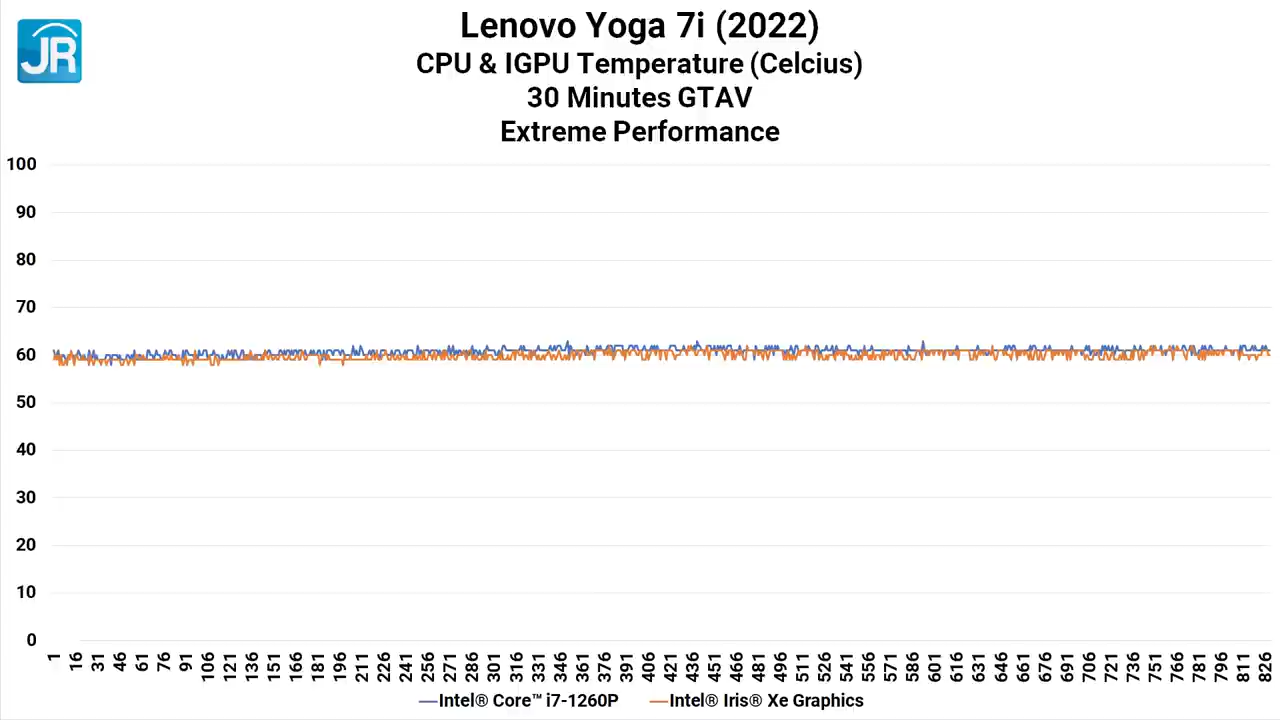 JR
Lenovo Yoga 7i (2022)
CPU & IGPU Temperature (Celcius)
30 Minutes GTAV
Extreme Performance
100
90
80
70
60
50
40
30
20
10
0
1 16 31 46 61 76 91 106 121 136 151 166 181 196 211 226 241 256 271 286 301 316 331 346 361 376 391 406 421 436 451 466 481 496 511 526 541 556 571 586 601 616 631 646 661 676 691 706 721 736 751 766 781 796 811 826
Intel® Core™ i7-1260P Intel® Iris® Xe Graphics